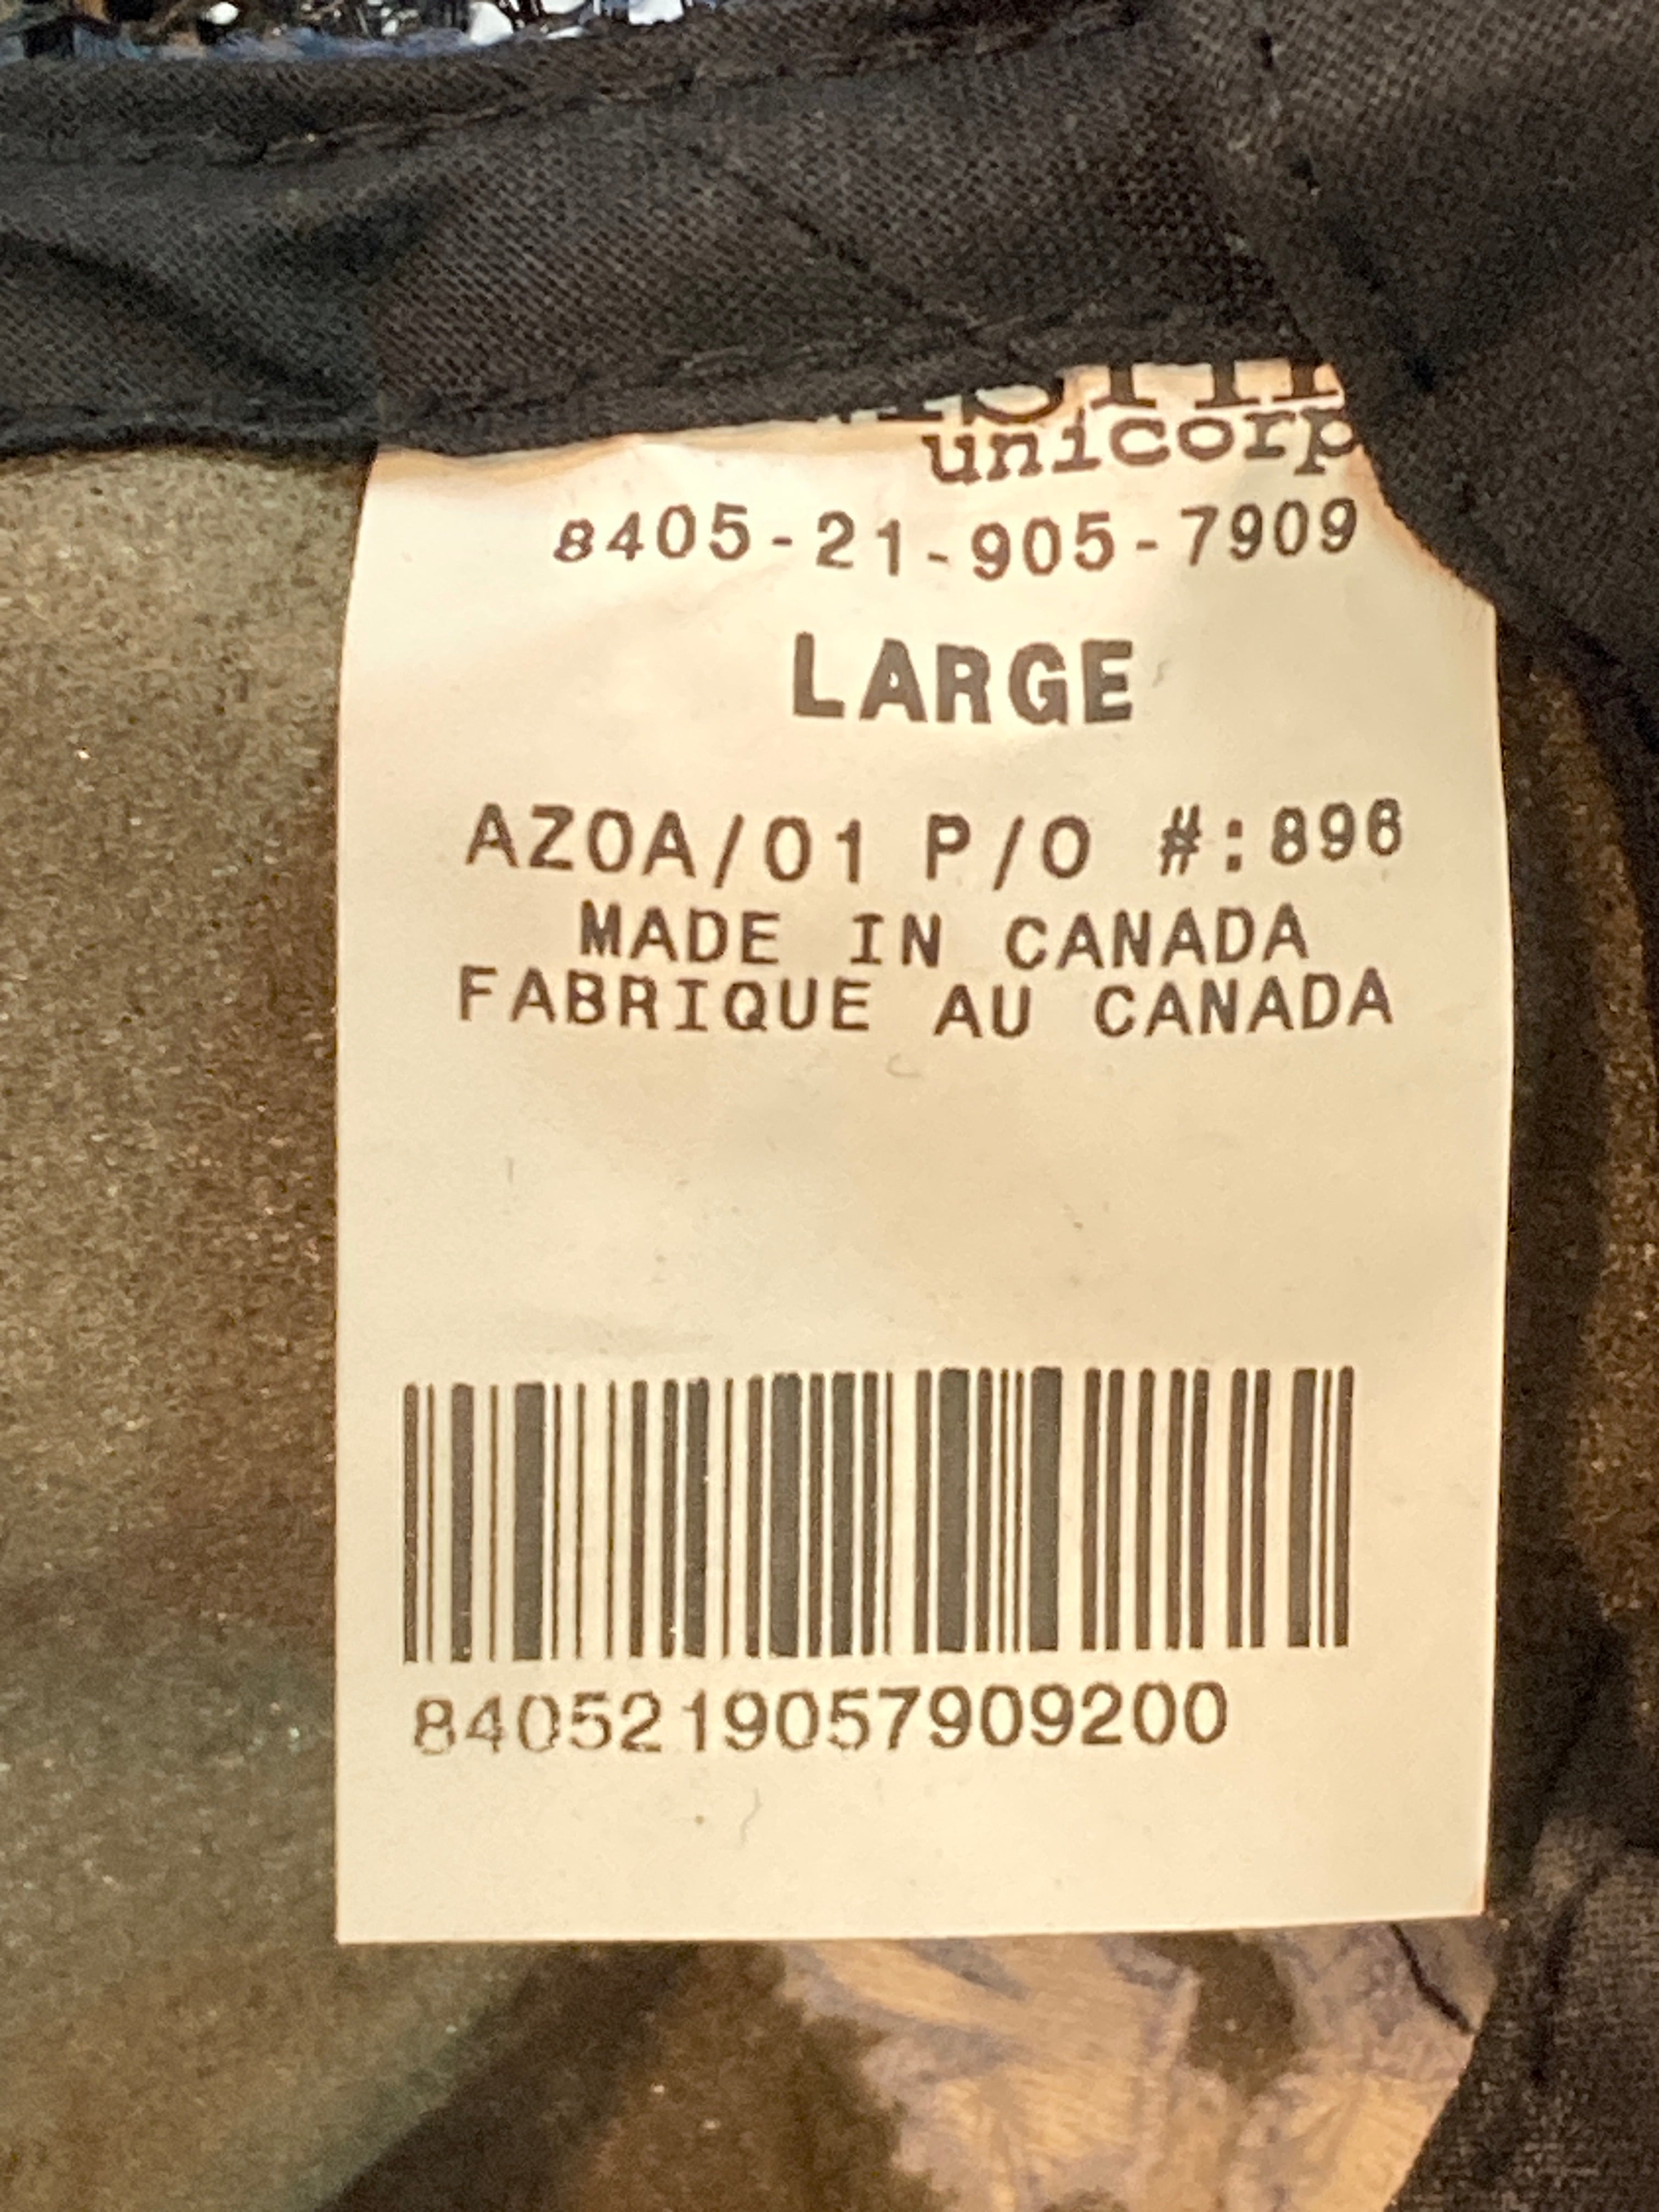 unicorp
8405-21-905-7909
LARGE
AZOA/01 P/O #:896
MADE IN CANADA
FABRIQUE AU CANADA
8405219057909200